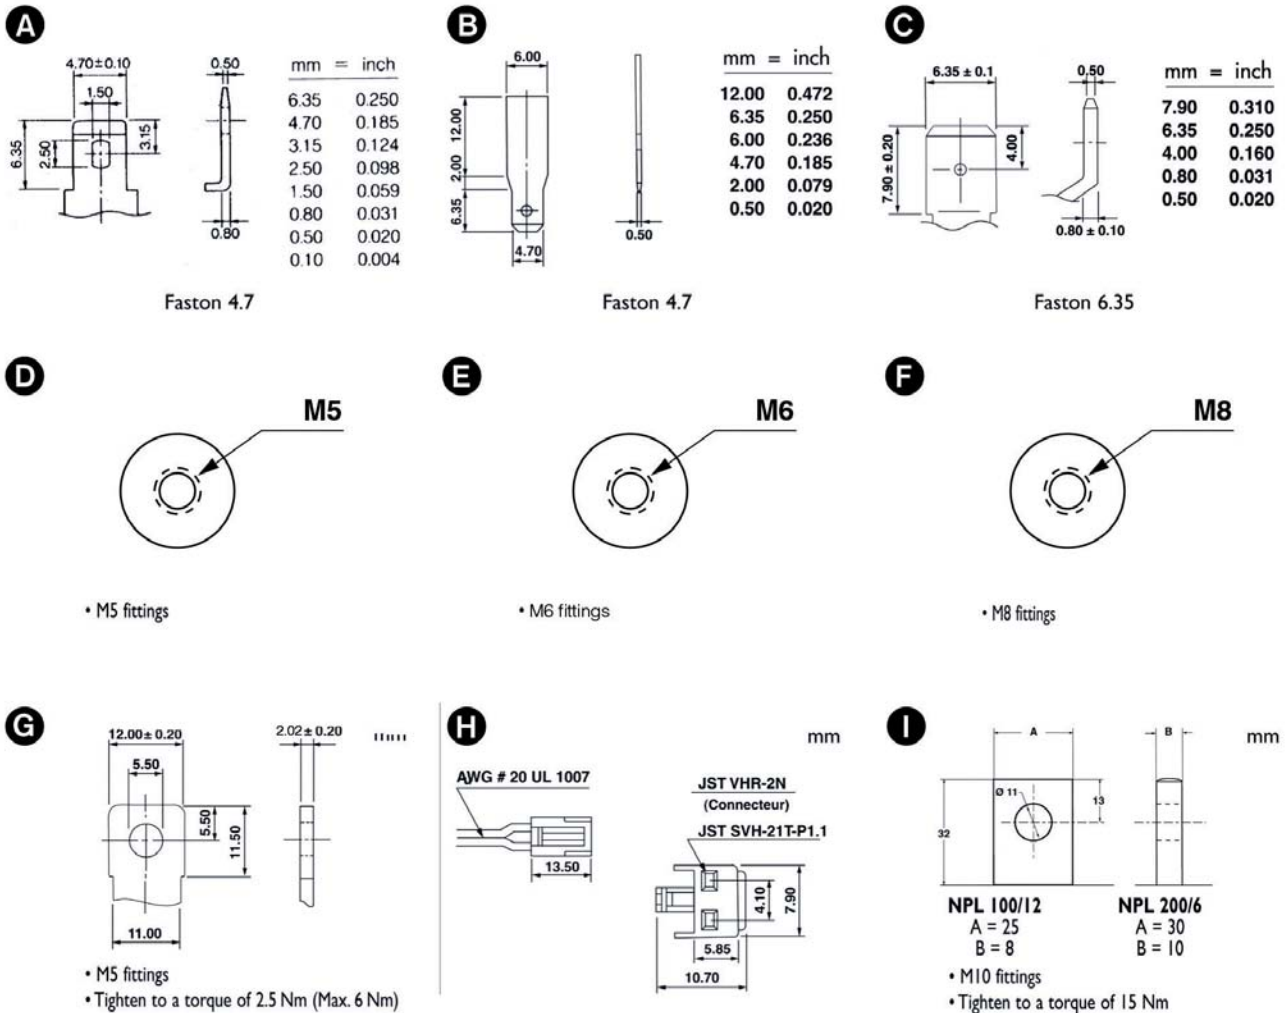 A
4.70±0.10
1.50
6.35
2.50
3.15
0.50
0.80
mm = inch
6.35 0.250
4.70 0.185
3.15 0.124
2.50 0.098
1.50 0.059
0.80 0.031
0.50 0.020
0.10 0.004
Faston 4.7
B
6.00
12.00
2.00
6.35
4.70
0.50
mm = inch
12.00 0.472
6.35 0.250
6.00 0.236
4.70 0.185
2.00 0.079
0.50 0.020
Faston 4.7
C
6.35 ± 0.1
7.90 ± 0.20
4.00
0.50
0.80 ± 0.10
mm = inch
7.90 0.310
6.35 0.250
4.00 0.160
0.80 0.031
0.50 0.020
Faston 6.35
D
M5
• M5 fittings
E
M6
• M6 fittings
F
M8
• M8 fittings
G
12.00± 0.20
5.50
5.50
11.50
11.00
2.02± 0.20
• M5 fittings
• Tighten to a torque of 2.5 Nm (Max. 6 Nm)
H
mm
AWG # 20 UL 1007
13.50
JST VHR-2N
(Connecteur)
JST SVH-21T-P1.1
4.10
7.90
5.85
10.70
I
mm
A
B
Ø 11
13
32
NPL 100/12
A = 25
B = 8
NPL 200/6
A = 30
B = 10
• M10 fittings
• Tighten to a torque of 15 Nm